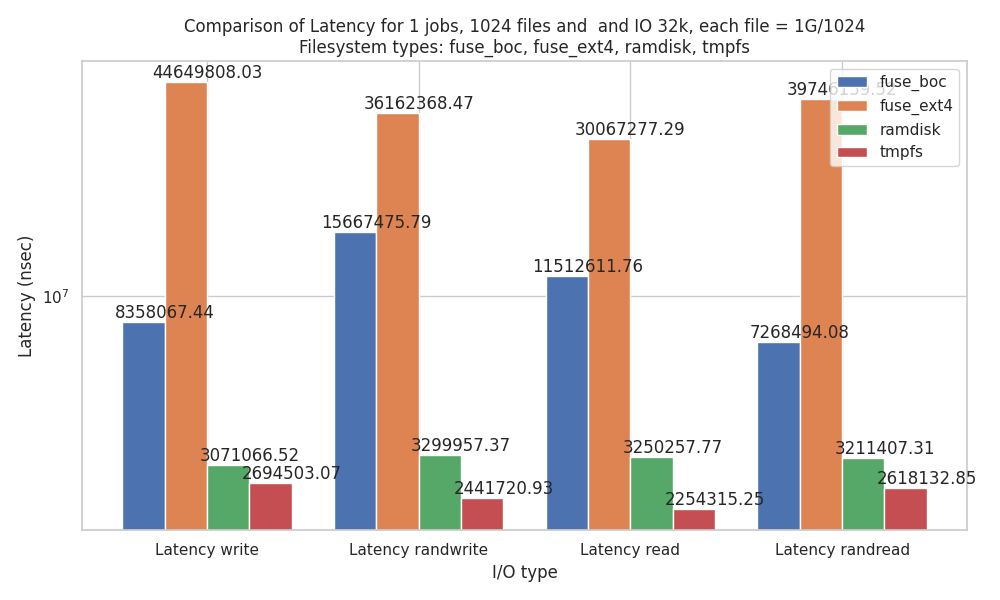 Comparison of Latency for 1 jobs, 1024 files and  and IO 32k, each file = 1G/1024
Filesystem types: fuse_boc, fuse_ext4, ramdisk, tmpfs
44649808.03
36162368.47
30067277.29
fuse_boc
fuse_ext4
ramdisk
tmpfs
15667475.79
11512611.76
8358067.44
7268494.08
3071066.52
2694503.07
3299957.37
2441720.93
3250257.77
2254315.25
3211407.31
2618132.85
10^7
Latency (nsec)
Latency write
Latency randwrite
Latency read
Latency randread
I/O type